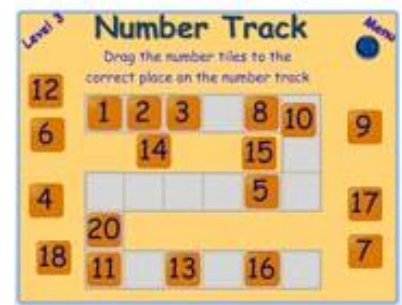 Level 3
Number Track
Menu
Drag the number tiles to the
correct place on the number track
12
1 2 3 8 10
6
9
14 15
4
5
17
20
18
11 13 16
7